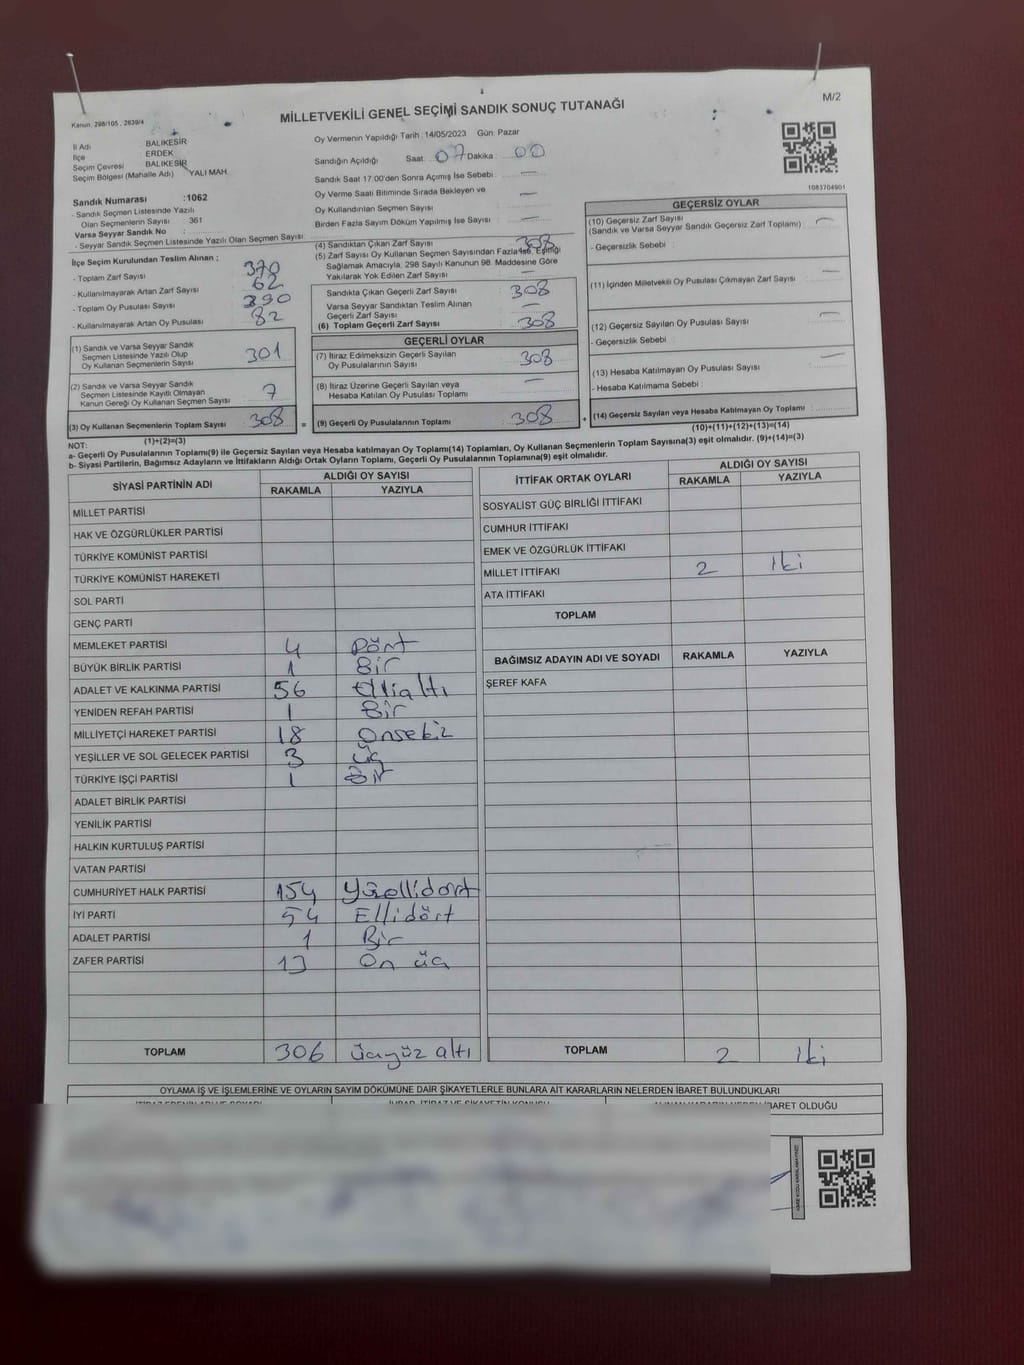 M/2
MİLLETVEKİLİ GENEL SEÇİMİ SANDIK SONUÇ TUTANAĞI
Kanun: 298/105 , 2839/4
İl Adı BALIKESİR
İlçe ERDEK
Seçim Çevresi BALIKESİR
Seçim Bölgesi (Mahalle Adı) YALI MAH.
Sandık Numarası :1062
- Sandık Seçmen Listesinde Yazılı
Olan Seçmenlerin Sayısı 361
Varsa Seyyar Sandık No :
- Seyyar Sandık Seçmen Listesinde Yazılı Olan Seçmen Sayısı
Oy Vermenin Yapıldığı Tarih :14/05/2023 Gün: Pazar
Sandığın Açıldığı Saat: 07 Dakika : 00
Sandık Saat 17:00'den Sonra Açılmış İse Sebebi : —
Oy Verme Saati Bitiminde Sırada Bekleyen ve —
Oy Kullandırılan Seçmen Sayısı
Birden Fazla Sayım Döküm Yapılmış İse Sayısı —
1083704901
İlçe Seçim Kurulundan Teslim Alınan ;
- Toplam Zarf Sayısı 370
- Kullanılmayarak Artan Zarf Sayısı 62
- Toplam Oy Pusulası Sayısı 390
- Kullanılmayarak Artan Oy Pusulası 82
(1) Sandık ve Varsa Seyyar Sandık
Seçmen Listesinde Yazılı Olup
Oy Kullanan Seçmenlerin Sayısı 301
(2) Sandık ve Varsa Seyyar Sandık
Seçmen Listesinde Kayıtlı Olmayan
Kanun Gereği Oy Kullanan Seçmen Sayısı 7
(3) Oy Kullanan Seçmenlerin Toplam Sayısı 308
(1)+(2)=(3)
(4) Sandıktan Çıkan Zarf Sayısı 308
(5) Zarf Sayısı Oy Kullanan Seçmen Sayısından Fazla İse, Eşitliği
Sağlamak Amacıyla, 298 Sayılı Kanunun 98. Maddesine Göre
Yakılarak Yok Edilen Zarf Sayısı —
Sandıkta Çıkan Geçerli Zarf Sayısı 308
Varsa Seyyar Sandıktan Teslim Alınan
Geçerli Zarf Sayısı —
(6) Toplam Geçerli Zarf Sayısı 308
GEÇERLİ OYLAR
(7) İtiraz Edilmeksizin Geçerli Sayılan
Oy Pusulalarının Sayısı 308
(8) İtiraz Üzerine Geçerli Sayılan veya
Hesaba Katılan Oy Pusulası Toplamı —
= (9) Geçerli Oy Pusulalarının Toplamı 308 +
GEÇERSİZ OYLAR
(10) Geçersiz Zarf Sayısı —
(Sandık ve Varsa Seyyar Sandık Geçersiz Zarf Toplamı)
- Geçersizlik Sebebi :
(11) İçinden Milletvekili Oy Pusulası Çıkmayan Zarf Sayısı —
(12) Geçersiz Sayılan Oy Pusulası Sayısı —
- Geçersizlik Sebebi :
(13) Hesaba Katılmayan Oy Pusulası Sayısı —
- Hesaba Katılmama Sebebi :
(14) Geçersiz Sayılan veya Hesaba Katılmayan Oy Toplamı :
(10)+(11)+(12)+(13)=(14)
NOT:
a- Geçerli Oy Pusulalarının Toplamı(9) ile Geçersiz Sayılan veya Hesaba katılmayan Oy Toplamı(14) Toplamları, Oy Kullanan Seçmenlerin Toplam Sayısına(3) eşit olmalıdır. (9)+(14)=(3)
b- Siyasi Partilerin, Bağımsız Adayların ve İttifakların Aldığı Oyların Toplamı, Geçerli Oy Pusulalarının Toplamına(9) eşit olmalıdır.
SİYASİ PARTİNİN ADI ALDIĞI OY SAYISI
RAKAMLA YAZIYLA
MİLLET PARTİSİ
HAK VE ÖZGÜRLÜKLER PARTİSİ
TÜRKİYE KOMÜNİST PARTİSİ
TÜRKİYE KOMÜNİST HAREKETİ
SOL PARTİ
GENÇ PARTİ
MEMLEKET PARTİSİ 4 Dört
BÜYÜK BİRLİK PARTİSİ 1 Bir
ADALET VE KALKINMA PARTİSİ 56 Elli altı
YENİDEN REFAH PARTİSİ 1 Bir
MİLLİYETÇİ HAREKET PARTİSİ 18 Onsekiz
YEŞİLLER VE SOL GELECEK PARTİSİ 3 üç
TÜRKİYE İŞÇİ PARTİSİ 1 Bir
ADALET BİRLİK PARTİSİ
YENİLİK PARTİSİ
HALKIN KURTULUŞ PARTİSİ
VATAN PARTİSİ
CUMHURİYET HALK PARTİSİ 154 Yüzellidört
İYİ PARTİ 54 Ellidört
ADALET PARTİSİ 1 Bir
ZAFER PARTİSİ 13 On üç
TOPLAM 306 üçyüz altı
İTTİFAK ORTAK OYLARI ALDIĞI OY SAYISI
RAKAMLA YAZIYLA
SOSYALİST GÜÇ BİRLİĞİ İTTİFAKI
CUMHUR İTTİFAKI
EMEK VE ÖZGÜRLÜK İTTİFAKI
MİLLET İTTİFAKI 2 İki
ATA İTTİFAKI
TOPLAM
BAĞIMSIZ ADAYIN ADI VE SOYADI RAKAMLA YAZIYLA
ŞEREF KAFA
TOPLAM 2 İki
OYLAMA İŞ VE İŞLEMLERİNE VE OYLARIN SAYIM DÖKÜMÜNE DAİR ŞİKAYETLERLE BUNLARA AİT KARARLARIN NELERDEN İBARET BULUNDUKLARI
İBARET OLDUĞU